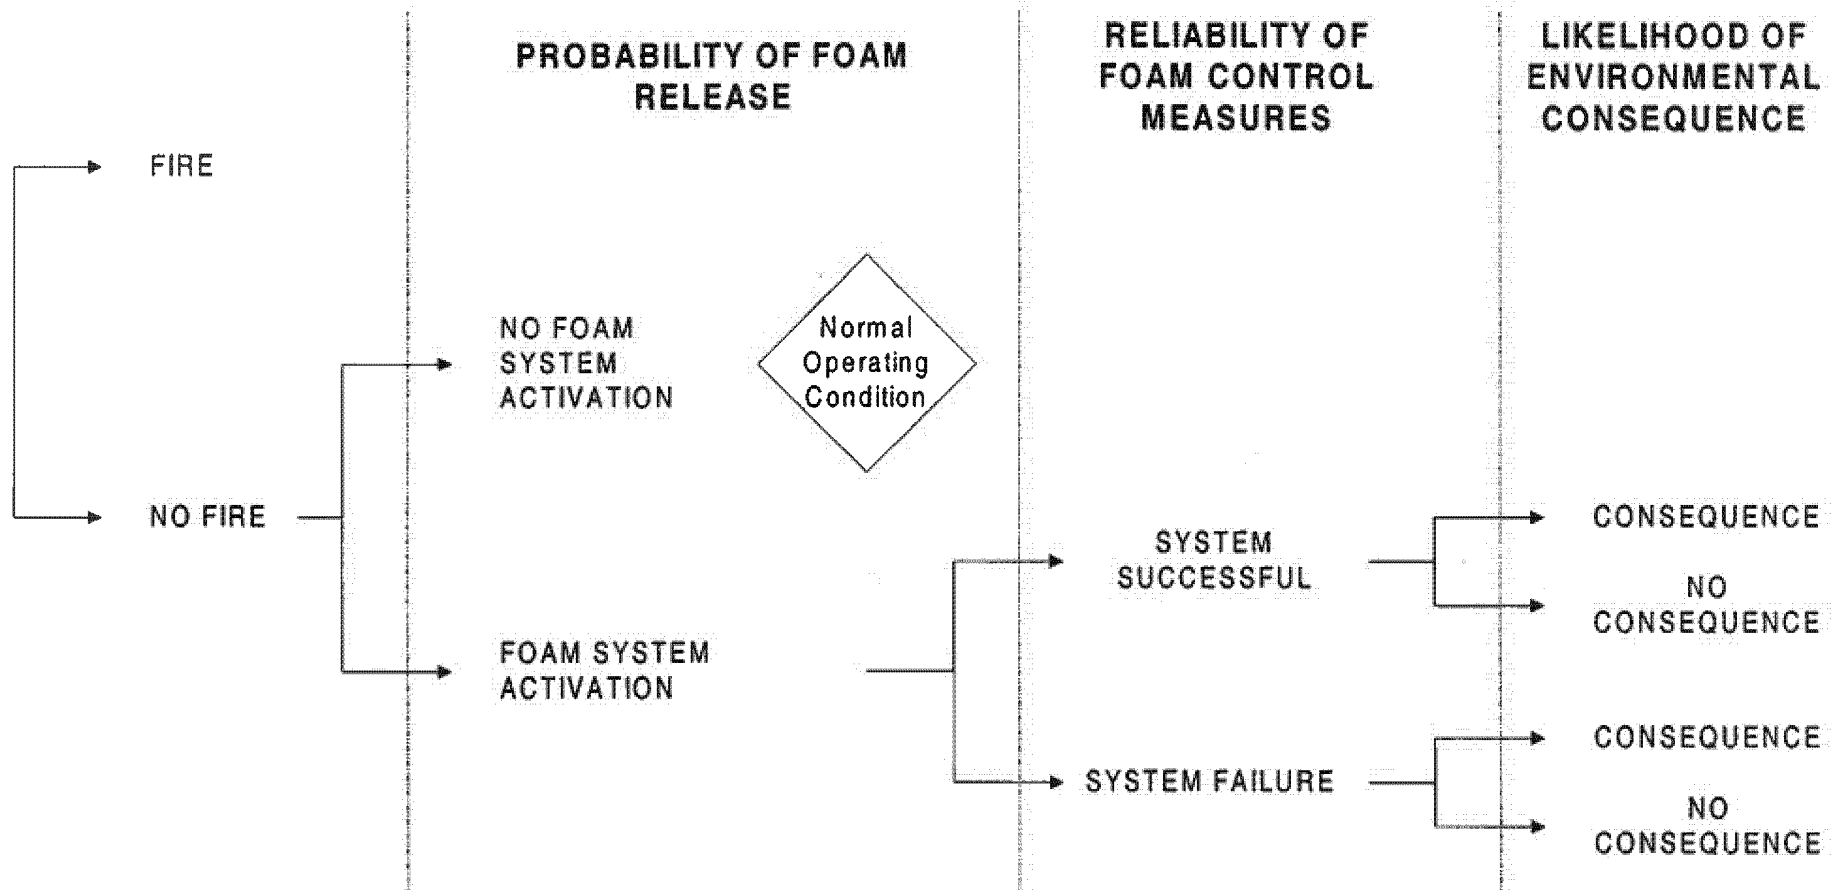 PROBABILITY OF FOAM
RELEASE
RELIABILITY OF
FOAM CONTROL
MEASURES
LIKELIHOOD OF
ENVIRONMENTAL
CONSEQUENCE
FIRE
NO FOAM
SYSTEM
ACTIVATION
Normal
Operating
Condition
NO FIRE
FOAM SYSTEM
ACTIVATION
SYSTEM
SUCCESSFUL
SYSTEM FAILURE
CONSEQUENCE
NO
CONSEQUENCE
CONSEQUENCE
NO
CONSEQUENCE